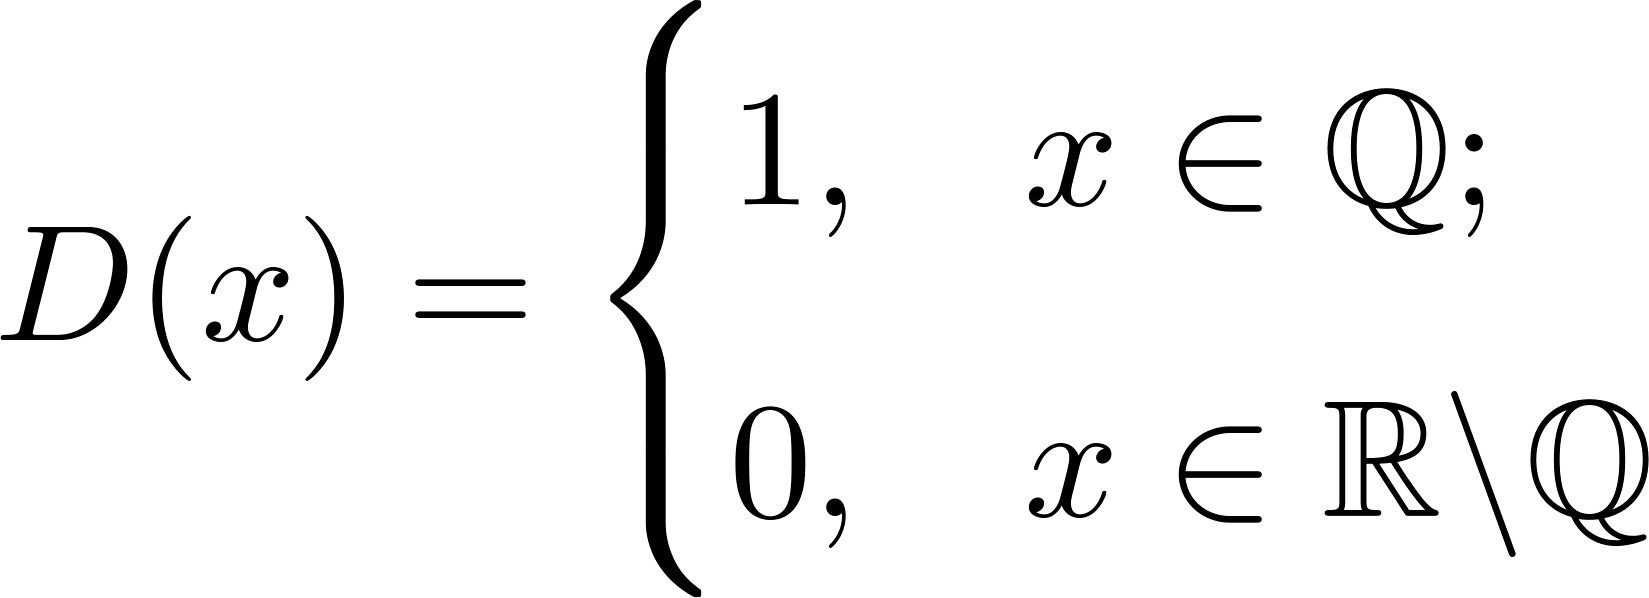 D(x) = { 1, x ∈ ℚ;
0, x ∈ ℝ\ℚ